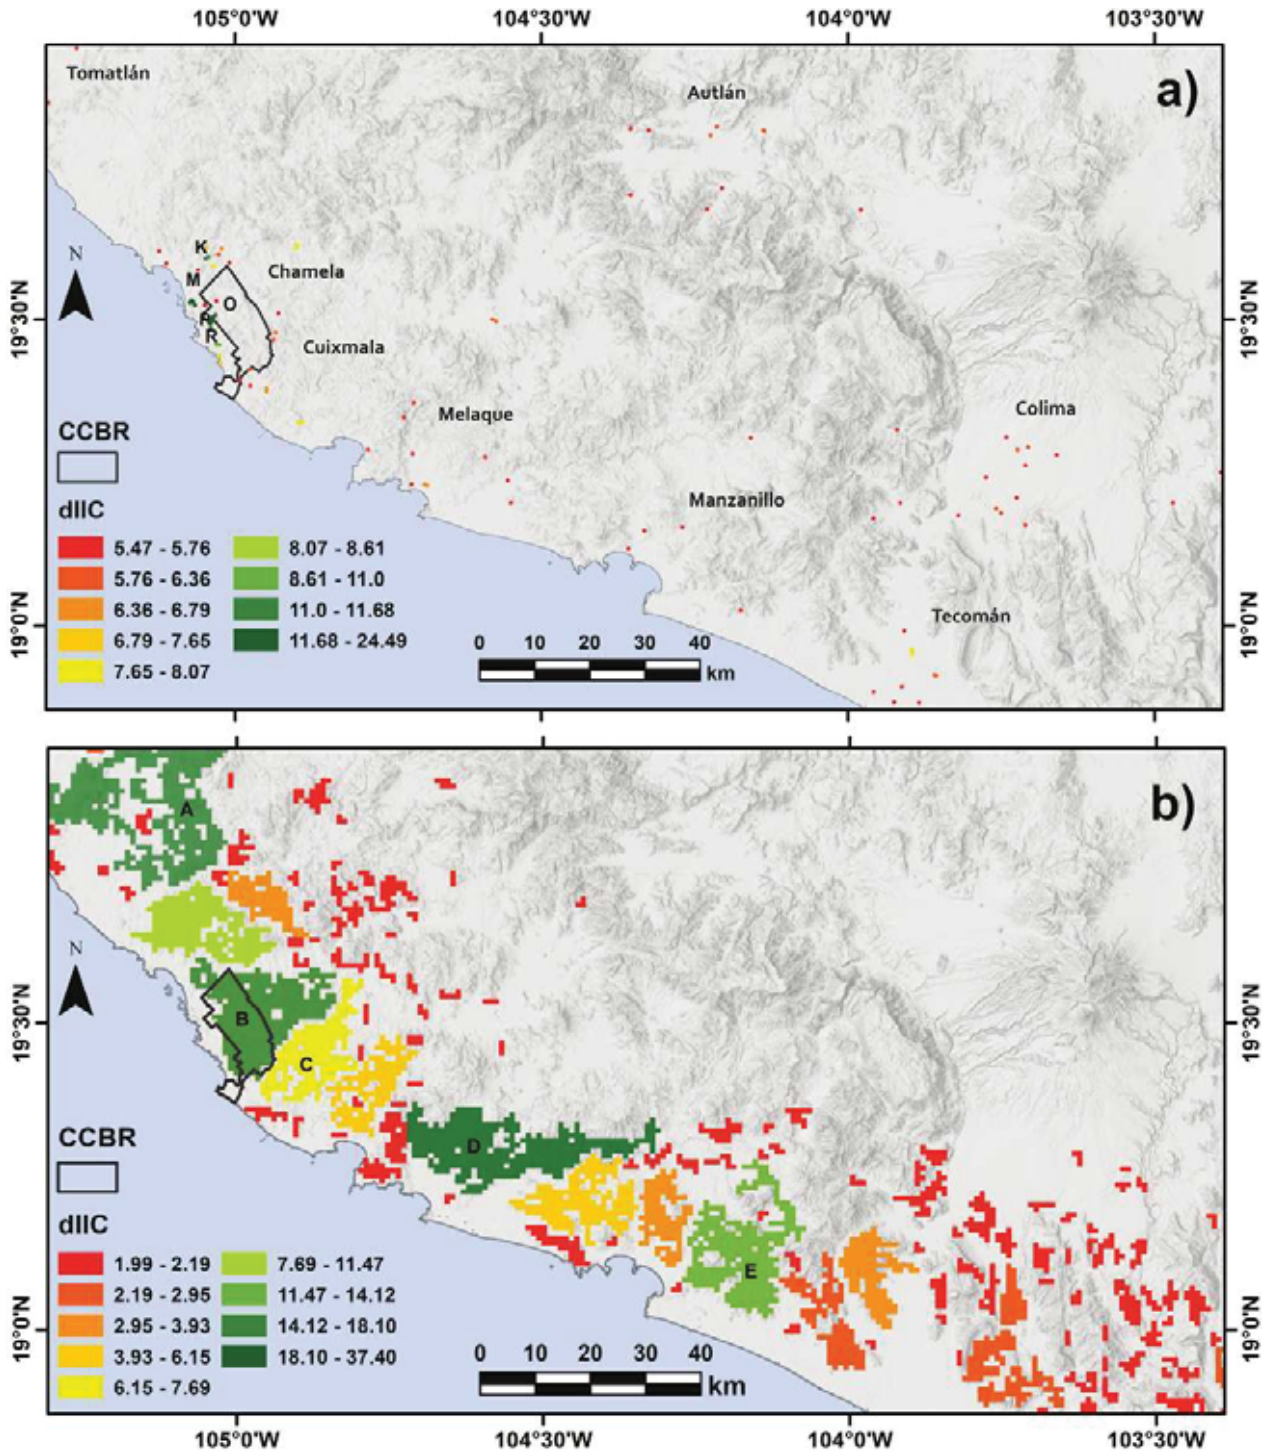 105°0'W 104°30'W 104°0'W 103°30'W
a)
Tomatlán
Autlán
N
K
Chamela
M
O
19°30'N
19°30'N
R
Cuixmala
Melaque
Colima
CCBR
Manzanillo
dIIC
5.47 - 5.76
8.07 - 8.61
5.76 - 6.36
8.61 - 11.0
6.36 - 6.79
11.0 - 11.68
6.79 - 7.65
11.68 - 24.49
7.65 - 8.07
Tecomán
19°0'N
19°0'N
0 10 20 30 40
km
b)
A
N
B
19°30'N
19°30'N
C
D
E
CCBR
dIIC
1.99 - 2.19
7.69 - 11.47
2.19 - 2.95
11.47 - 14.12
2.95 - 3.93
14.12 - 18.10
3.93 - 6.15
18.10 - 37.40
6.15 - 7.69
19°0'N
19°0'N
0 10 20 30 40
km
105°0'W 104°30'W 104°0'W 103°30'W